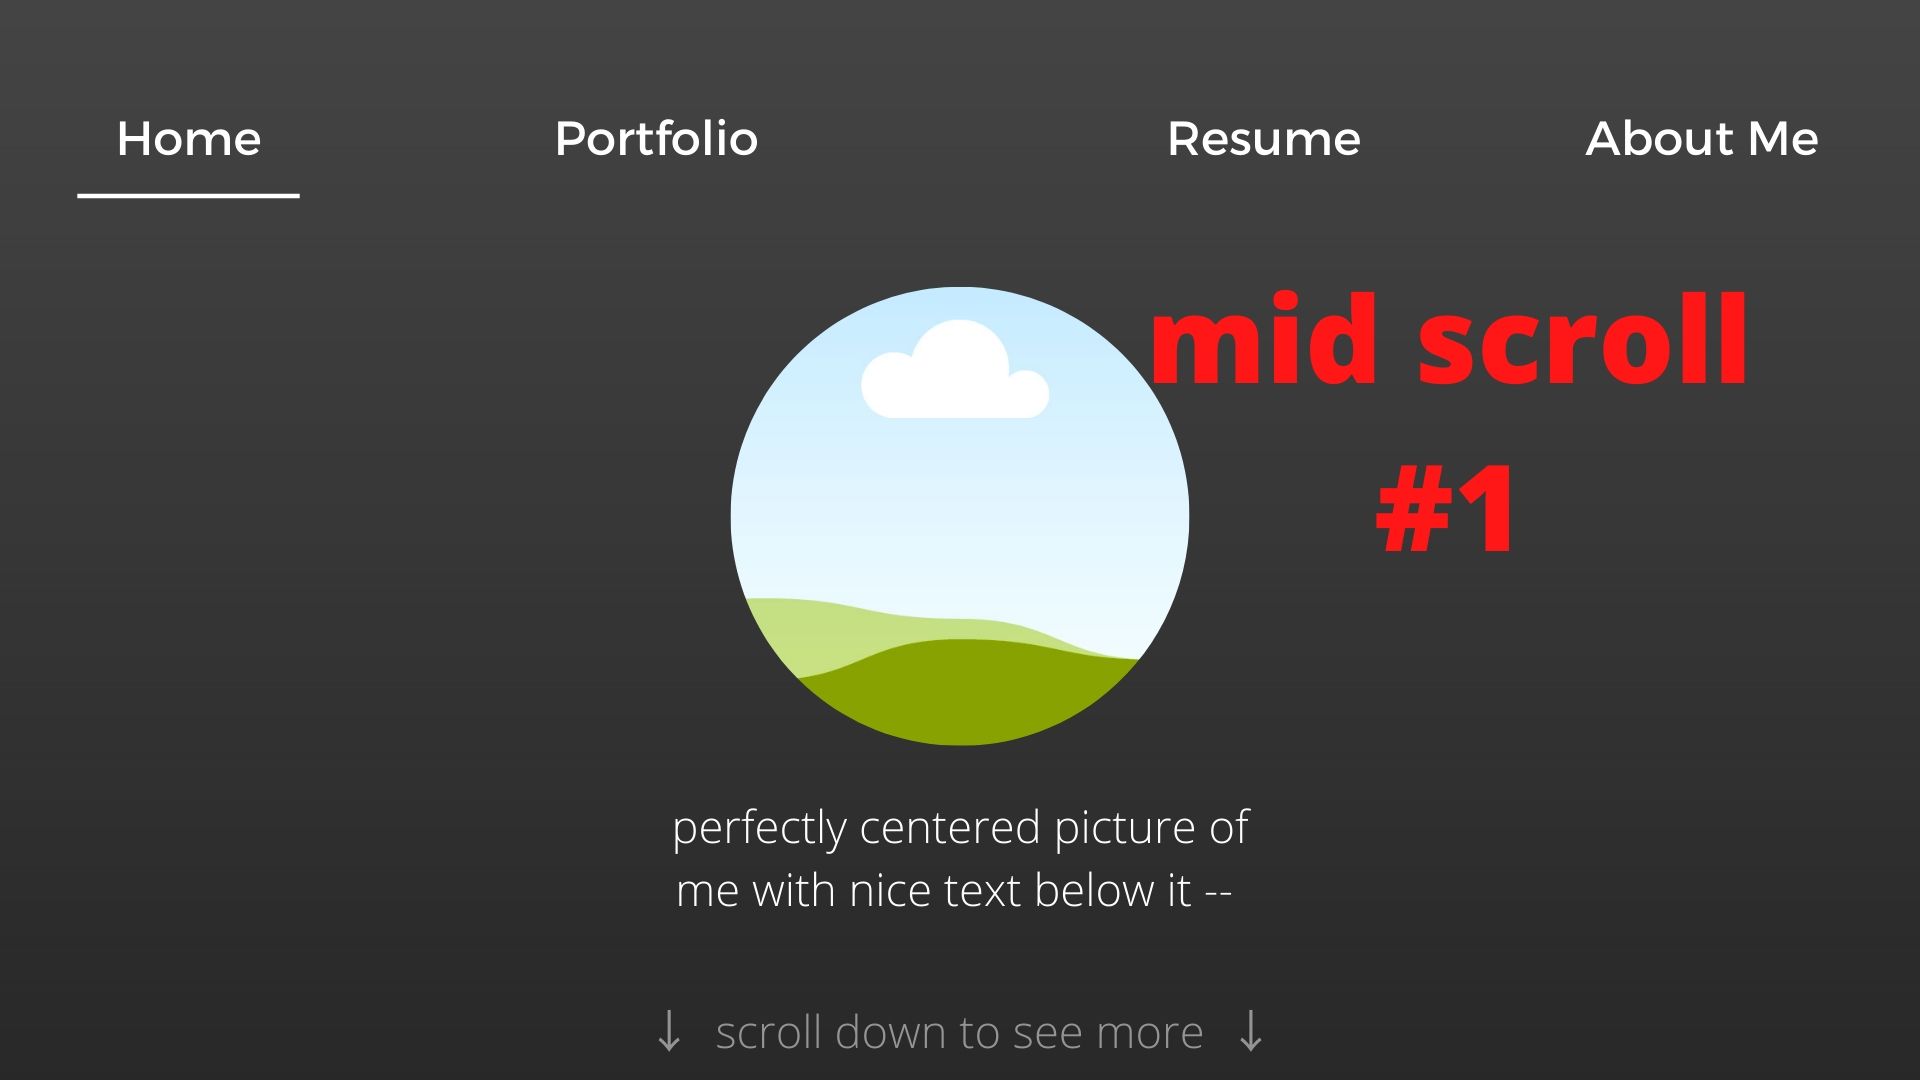 Home Portfolio Resume About Me
mid scroll
#1
perfectly centered picture of
me with nice text below it --
↓ scroll down to see more ↓